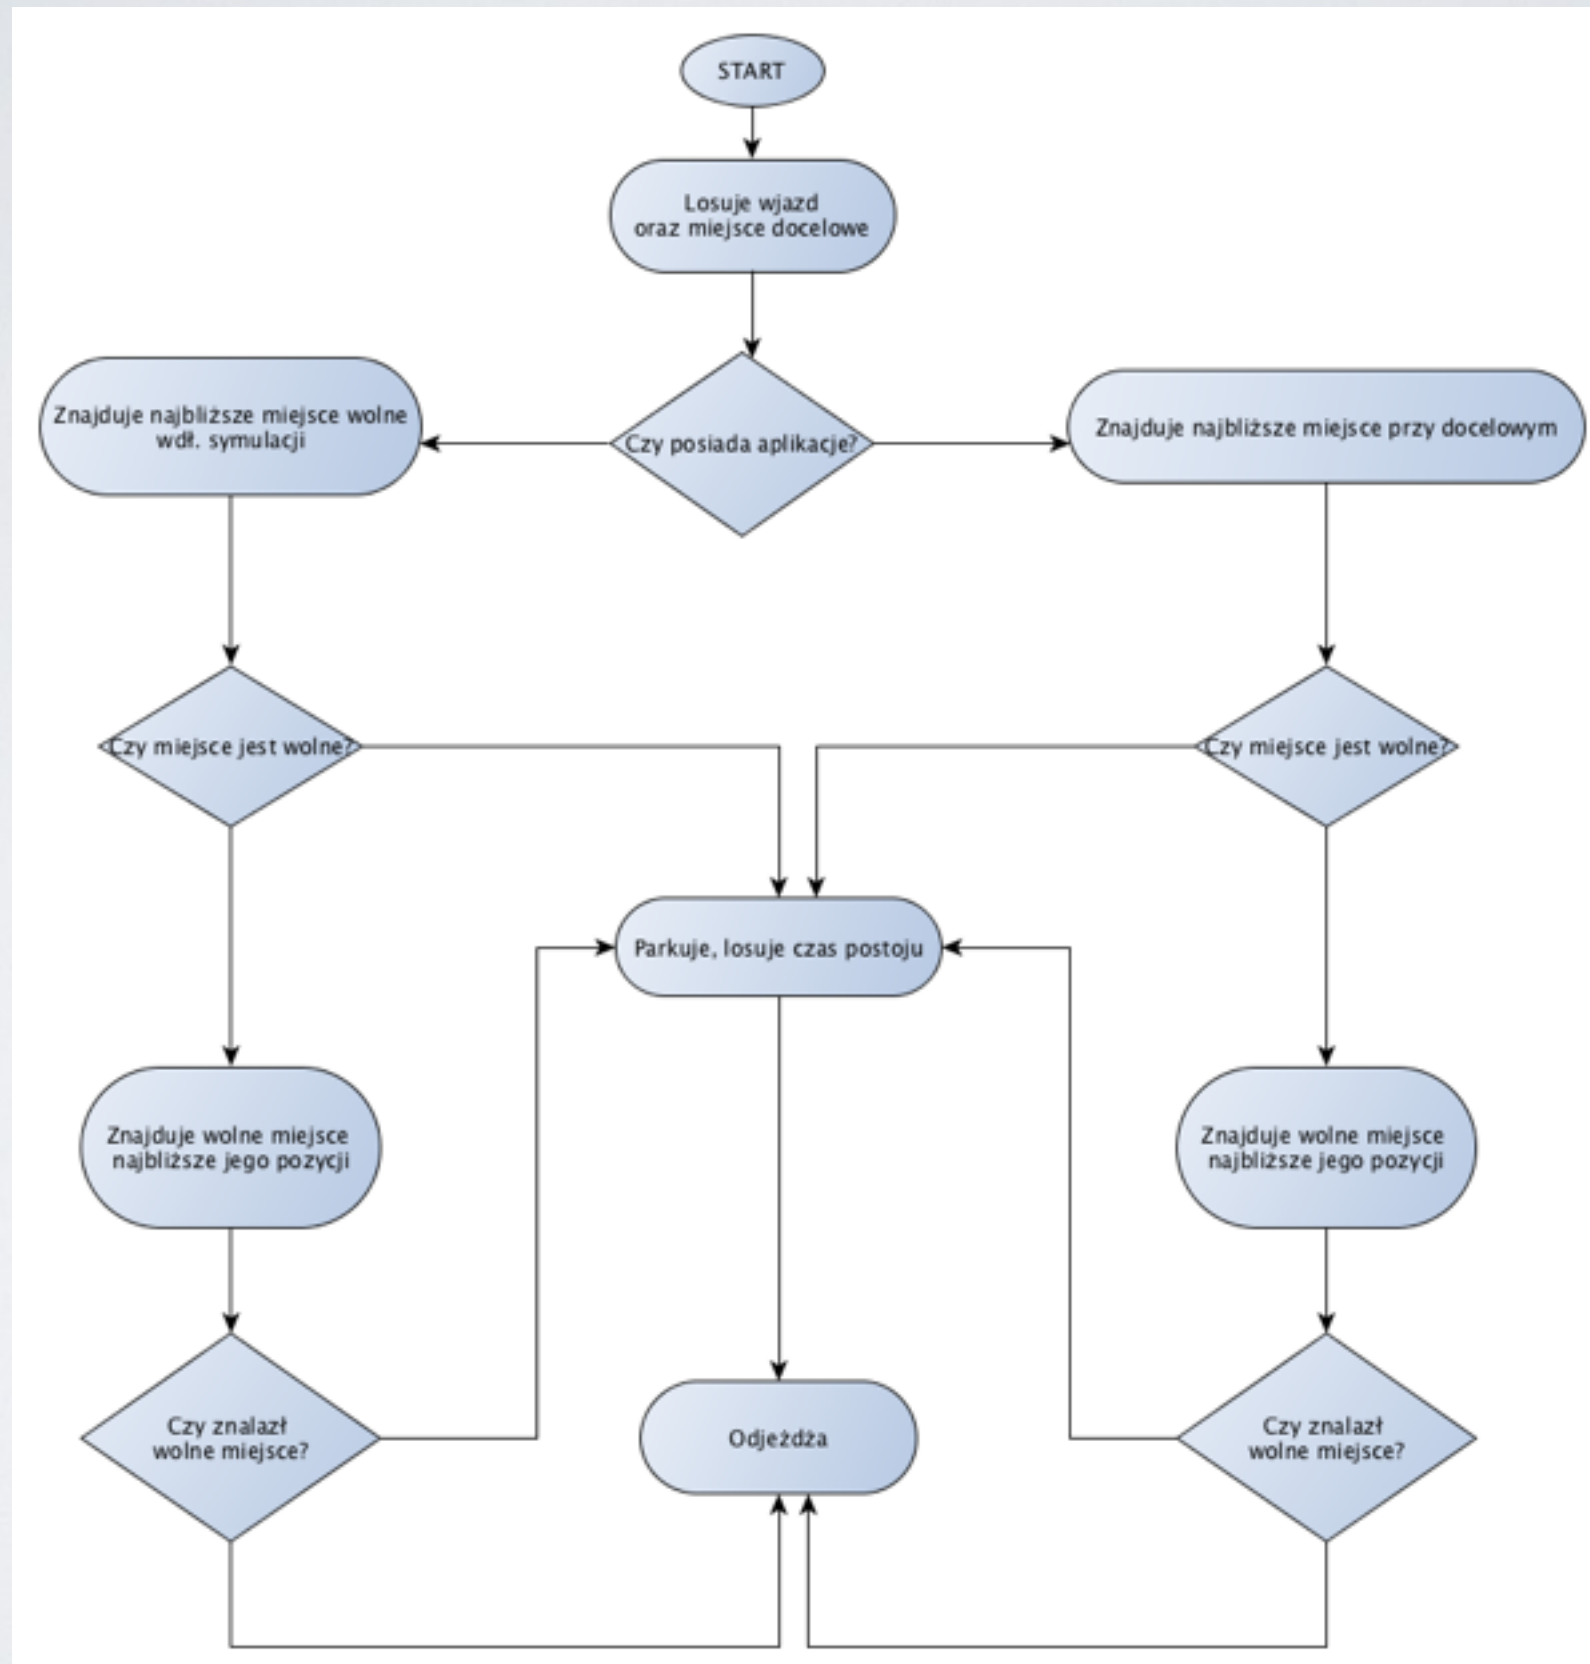 START
Losuje wjazd
oraz miejsce docelowe
Znajduje najbliższe miejsce wolne
wdł. symulacji
Czy posiada aplikacje?
Znajduje najbliższe miejsce przy docelowym
Czy miejsce jest wolne?
Czy miejsce jest wolne?
Parkuje, losuje czas postoju
Znajduje wolne miejsce
najbliższe jego pozycji
Znajduje wolne miejsce
najbliższe jego pozycji
Czy znalazł
wolne miejsce?
Odjeżdża
Czy znalazł
wolne miejsce?